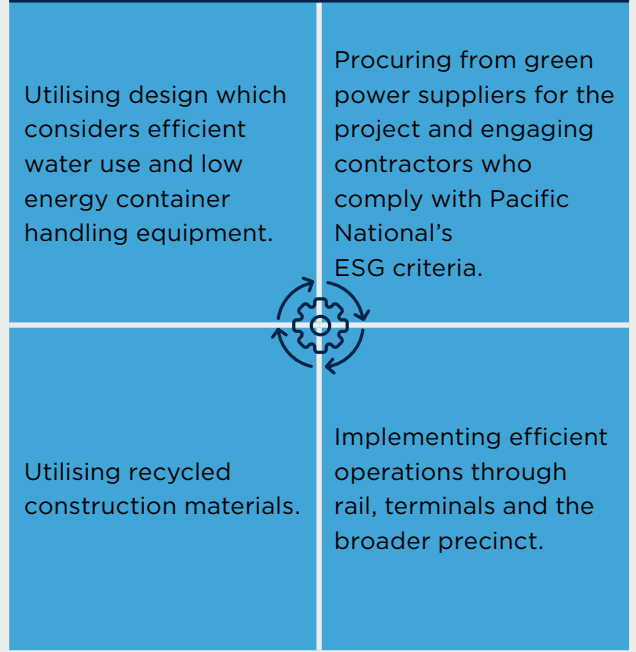 Utilising design which
considers efficient
water use and low
energy container
handling equipment.
Procuring from green
power suppliers for the
project and engaging
contractors who
comply with Pacific
National’s
ESG criteria.
Utilising recycled
construction materials.
Implementing efficient
operations through
rail, terminals and the
broader precinct.